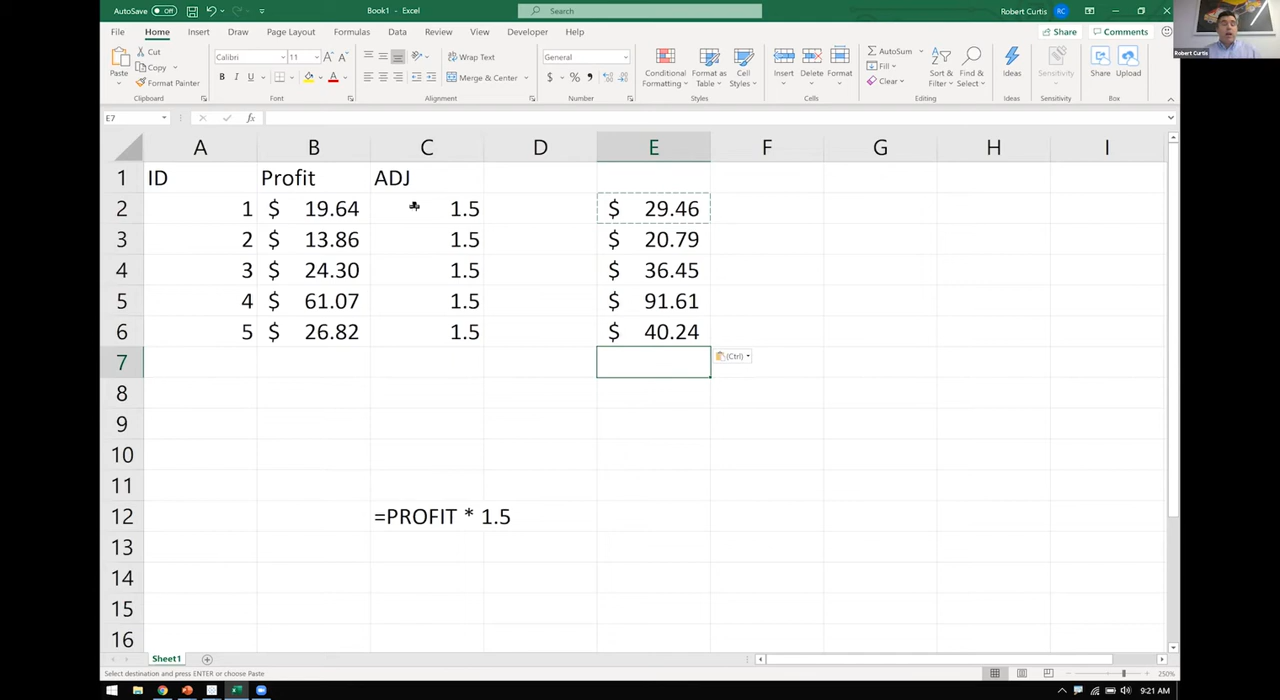 AutoSave Off
Book1 - Excel
Search
Robert Curtis RC
File Home Insert Draw Page Layout Formulas Data Review View Developer Help
Share Comments
Robert Curtis
Paste
Cut
Copy
Format Painter
Clipboard
Calibri 11
B I U
Font
Wrap Text
Merge & Center
Alignment
General
$ % 9
Number
Conditional Formatting
Format as Table
Cell Styles
Styles
Insert Delete Format
Cells
AutoSum
Fill
Clear
Sort & Filter
Find & Select
Editing
Ideas
Ideas
Sensitivity
Sensitivity
Share Upload
Box
E7 fx
A B C D E F G H I
1 ID Profit ADJ
2 1 $ 19.64 1.5 $ 29.46
3 2 $ 13.86 1.5 $ 20.79
4 3 $ 24.30 1.5 $ 36.45
5 4 $ 61.07 1.5 $ 91.61
6 5 $ 26.82 1.5 $ 40.24
7 (Ctrl)
8
9
10
11
12 =PROFIT * 1.5
13
14
15
16
Sheet1
Select destination and press ENTER or choose Paste
250%
9:21 AM